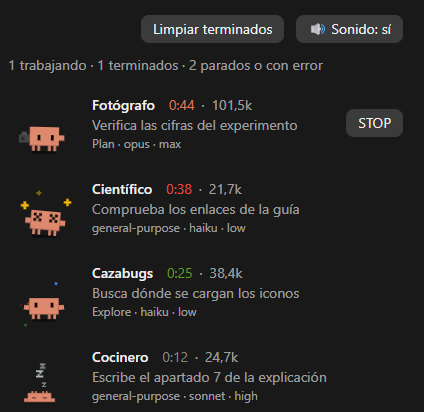 Limpiar terminados
Sonido: sí
1 trabajando · 1 terminados · 2 parados o con error
Fotógrafo 0:44 · 101,5k
Verifica las cifras del experimento
Plan · opus · max
STOP
Científico 0:38 · 21,7k
Comprueba los enlaces de la guía
general-purpose · haiku · low
Cazabugs 0:25 · 38,4k
Busca dónde se cargan los iconos
Explore · haiku · low
Cocinero 0:12 · 24,7k
Escribe el apartado 7 de la explicación
general-purpose · sonnet · high
z
z
z